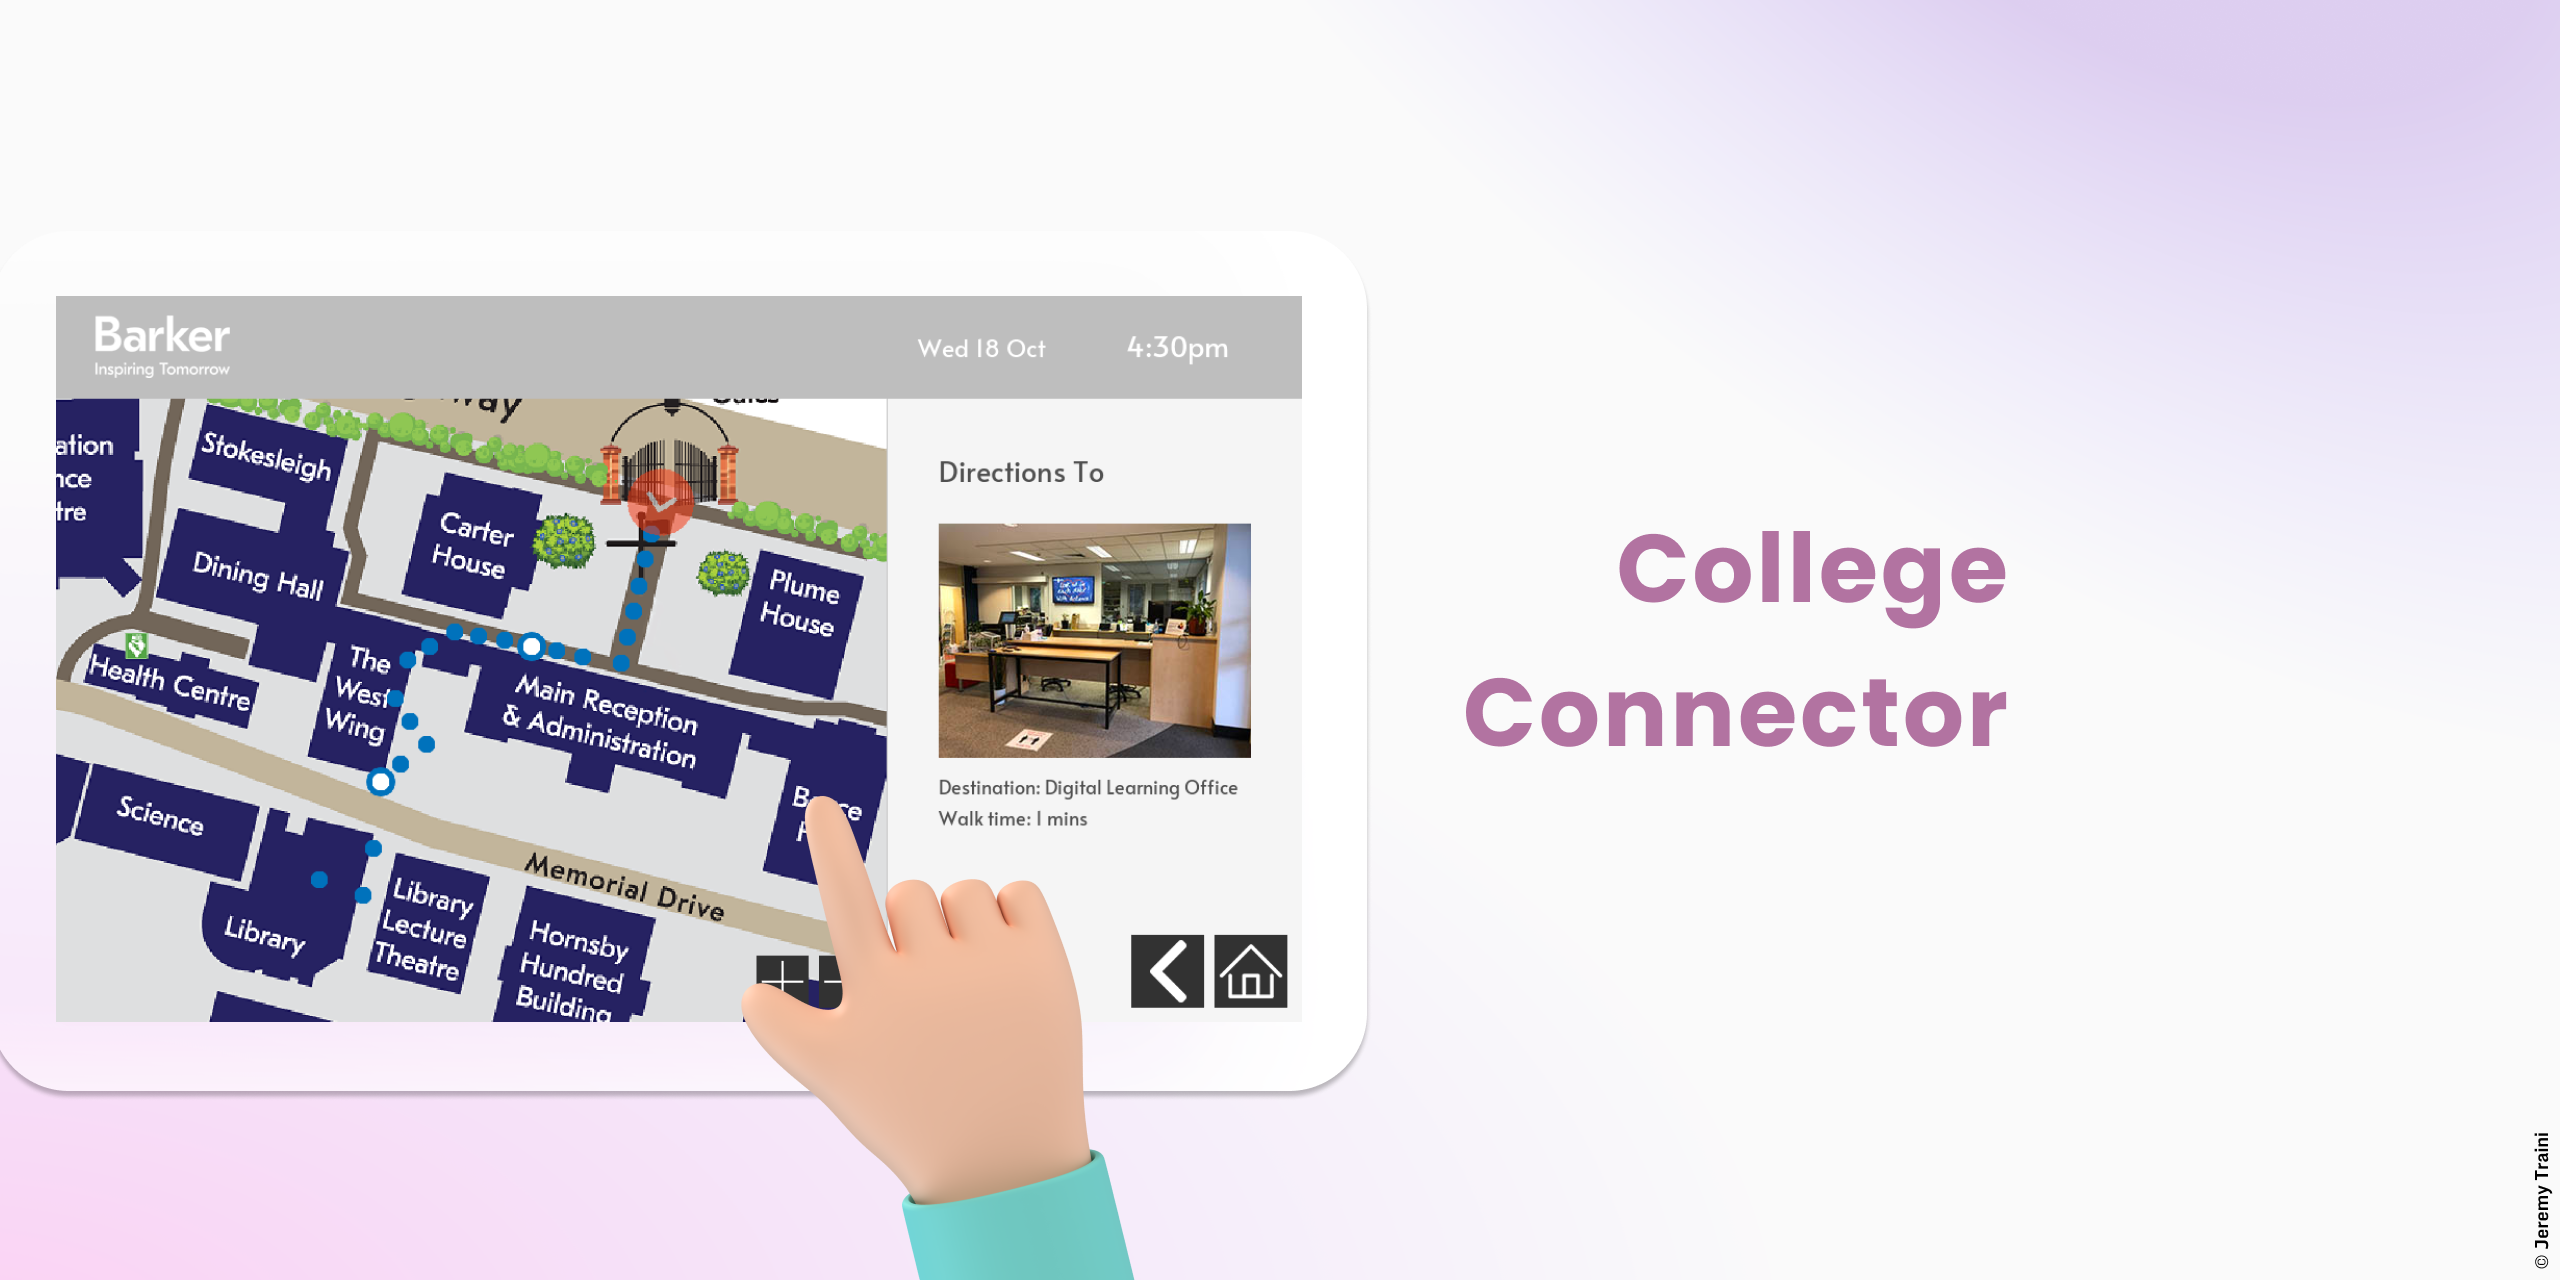 Barker
Inspiring Tomorrow
Wed 18 Oct
4:30pm
Stokesleigh
Carter
House
Dining Hall
Plume
House
Health Centre
The
West
Wing
Main Reception
& Administration
Science
Memorial Drive
Library
Library
Lecture
Theatre
Hornsby
Hundred
Building
Directions To
Destination: Digital Learning Office
Walk time: 1 mins
College
Connector
© Jeremy Traini